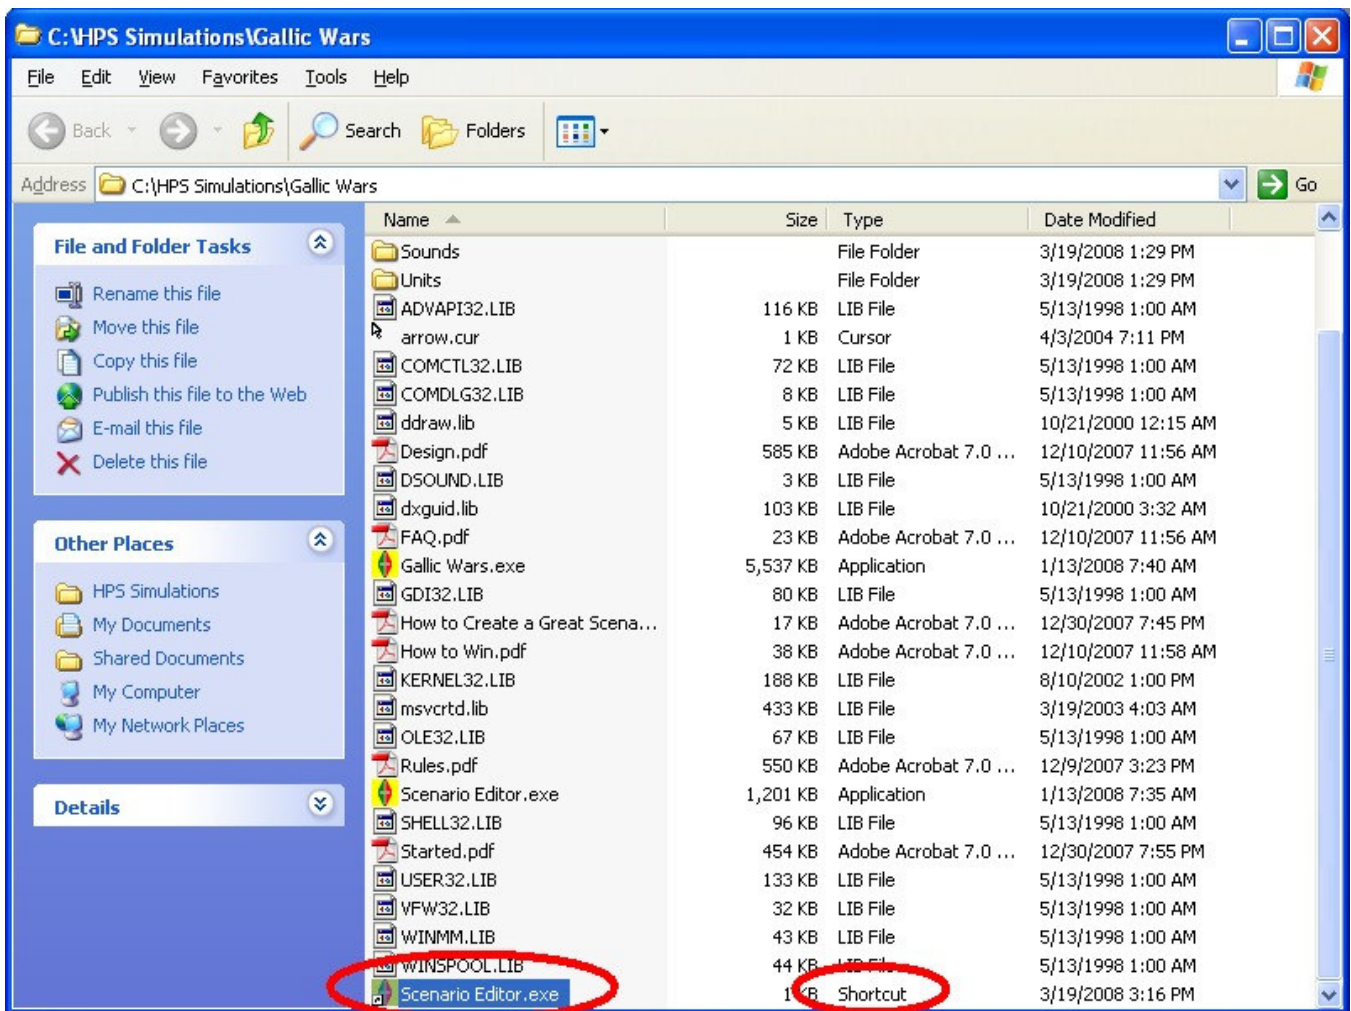 C:\HPS Simulations\Gallic Wars
File Edit View Favorites Tools Help
Back Search Folders
Address C:\HPS Simulations\Gallic Wars Go
File and Folder Tasks
Rename this file
Move this file
Copy this file
Publish this file to the Web
E-mail this file
Delete this file
Other Places
HPS Simulations
My Documents
Shared Documents
My Computer
My Network Places
Details
Name Size Type Date Modified
Sounds File Folder 3/19/2008 1:29 PM
Units File Folder 3/19/2008 1:29 PM
ADVAPI32.LIB 116 KB LIB File 5/13/1998 1:00 AM
arrow.cur 1 KB Cursor 4/3/2004 7:11 PM
COMCTL32.LIB 72 KB LIB File 5/13/1998 1:00 AM
COMDLG32.LIB 8 KB LIB File 5/13/1998 1:00 AM
ddraw.lib 5 KB LIB File 10/21/2000 12:15 AM
Design.pdf 585 KB Adobe Acrobat 7.0 ... 12/10/2007 11:56 AM
DSOUND.LIB 3 KB LIB File 5/13/1998 1:00 AM
dxguid.lib 103 KB LIB File 10/21/2000 3:32 AM
FAQ.pdf 23 KB Adobe Acrobat 7.0 ... 12/10/2007 11:56 AM
Gallic Wars.exe 5,537 KB Application 1/13/2008 7:40 AM
GDI32.LIB 80 KB LIB File 5/13/1998 1:00 AM
How to Create a Great Scena... 17 KB Adobe Acrobat 7.0 ... 12/30/2007 7:45 PM
How to Win.pdf 38 KB Adobe Acrobat 7.0 ... 12/10/2007 11:58 AM
KERNEL32.LIB 188 KB LIB File 8/10/2002 1:00 PM
msvcrtd.lib 433 KB LIB File 3/19/2003 4:03 AM
OLE32.LIB 67 KB LIB File 5/13/1998 1:00 AM
Rules.pdf 550 KB Adobe Acrobat 7.0 ... 12/9/2007 3:23 PM
Scenario Editor.exe 1,201 KB Application 1/13/2008 7:35 AM
SHELL32.LIB 96 KB LIB File 5/13/1998 1:00 AM
Started.pdf 454 KB Adobe Acrobat 7.0 ... 12/30/2007 7:55 PM
USER32.LIB 133 KB LIB File 5/13/1998 1:00 AM
VFW32.LIB 32 KB LIB File 5/13/1998 1:00 AM
WINMM.LIB 43 KB LIB File 5/13/1998 1:00 AM
WINSPOOL.LIB 44 KB LIB File 5/13/1998 1:00 AM
Scenario Editor.exe 1 KB Shortcut 3/19/2008 3:16 PM